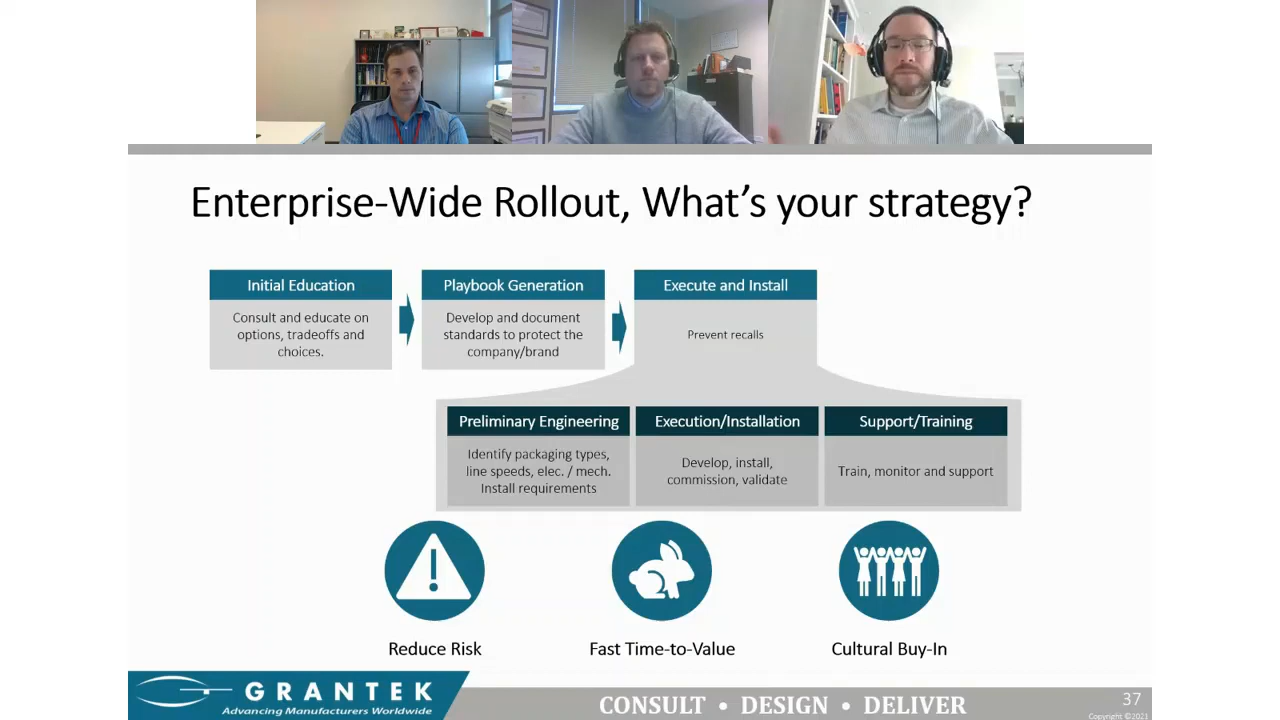 Enterprise-Wide Rollout, What's your strategy?
Initial Education
Consult and educate on
options, tradeoffs and
choices.
Playbook Generation
Develop and document
standards to protect the
company/brand
Execute and Install
Prevent recalls
Preliminary Engineering
Identify packaging types,
line speeds, elec. / mech.
Install requirements
Execution/Installation
Develop, install,
commission, validate
Support/Training
Train, monitor and support
Reduce Risk
Fast Time-to-Value
Cultural Buy-In
GRANTEK
Advancing Manufacturers Worldwide
CONSULT • DESIGN • DELIVER
37
Copyright ©2021